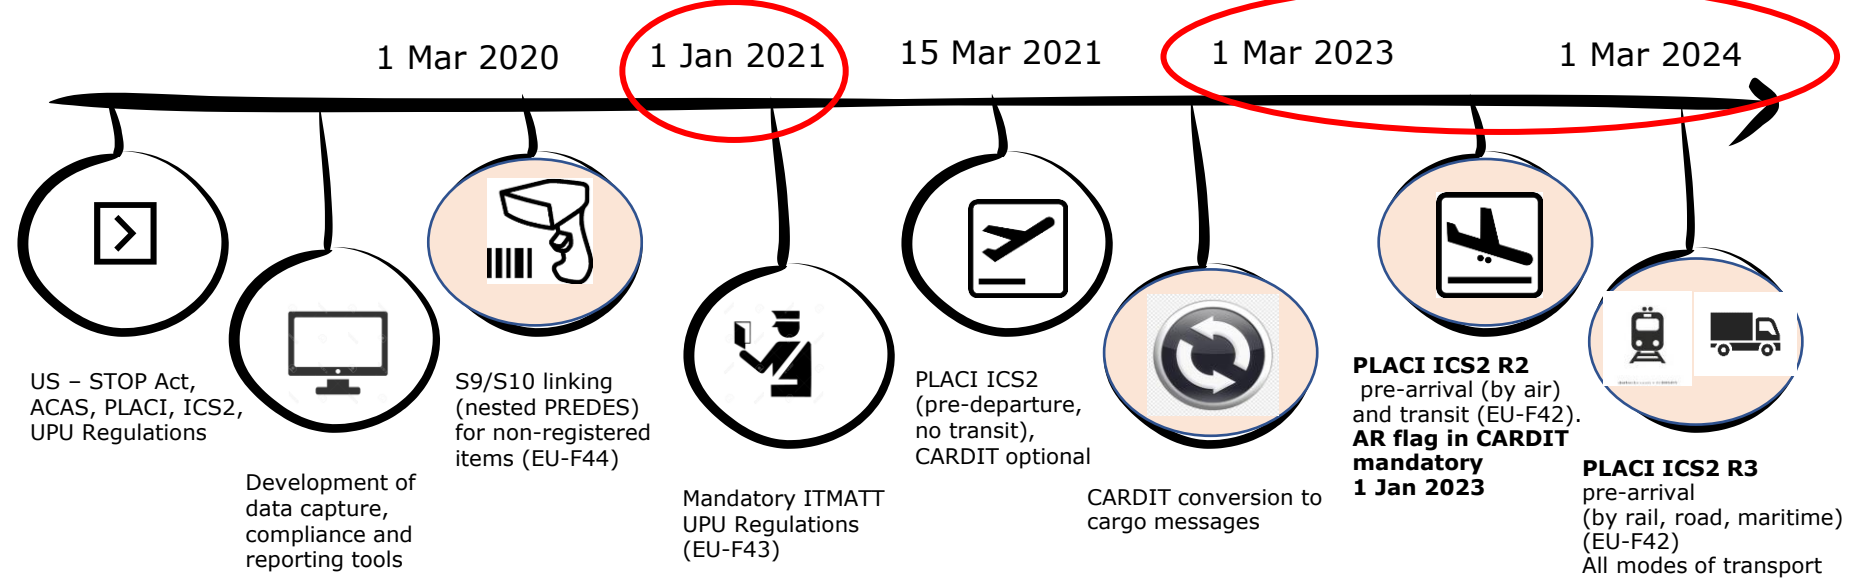 1 Mar 2020
1 Jan 2021
15 Mar 2021
1 Mar 2023
1 Mar 2024
US – STOP Act,
ACAS, PLACI, ICS2,
UPU Regulations
Development of
data capture,
compliance and
reporting tools
S9/S10 linking
(nested PREDES)
for non-registered
items (EU-F44)
Mandatory ITMATT
UPU Regulations
(EU-F43)
PLACI ICS2
(pre-departure,
no transit),
CARDIT optional
CARDIT conversion to
cargo messages
PLACI ICS2 R2
pre-arrival (by air)
and transit (EU-F42).
AR flag in CARDIT
mandatory
1 Jan 2023
PLACI ICS2 R3
pre-arrival
(by rail, road, maritime)
(EU-F42)
All modes of transport